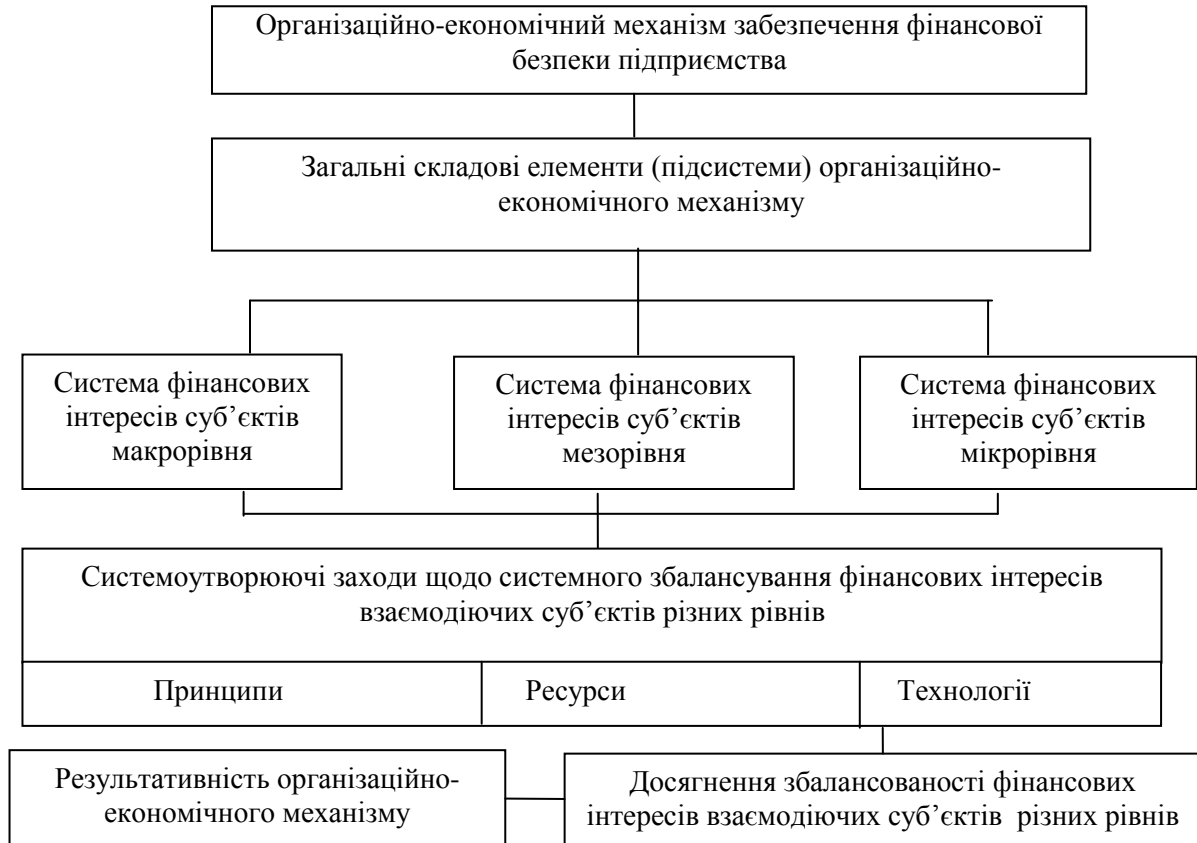 Організаційно-економічний механізм забезпечення фінансової
безпеки підприємства
Загальні складові елементи (підсистеми) організаційно-
економічного механізму
Система фінансових
інтересів суб’єктів
макрорівня
Система фінансових
інтересів суб’єктів
мезорівня
Система фінансових
інтересів суб’єктів
мікрорівня
Системоутворюючі заходи щодо системного збалансування фінансових інтересів
взаємодіючих суб’єктів різних рівнів
Принципи
Ресурси
Технології
Результативність організаційно-
економічного механізму
Досягнення збалансованості фінансових
інтересів взаємодіючих суб’єктів різних рівнів